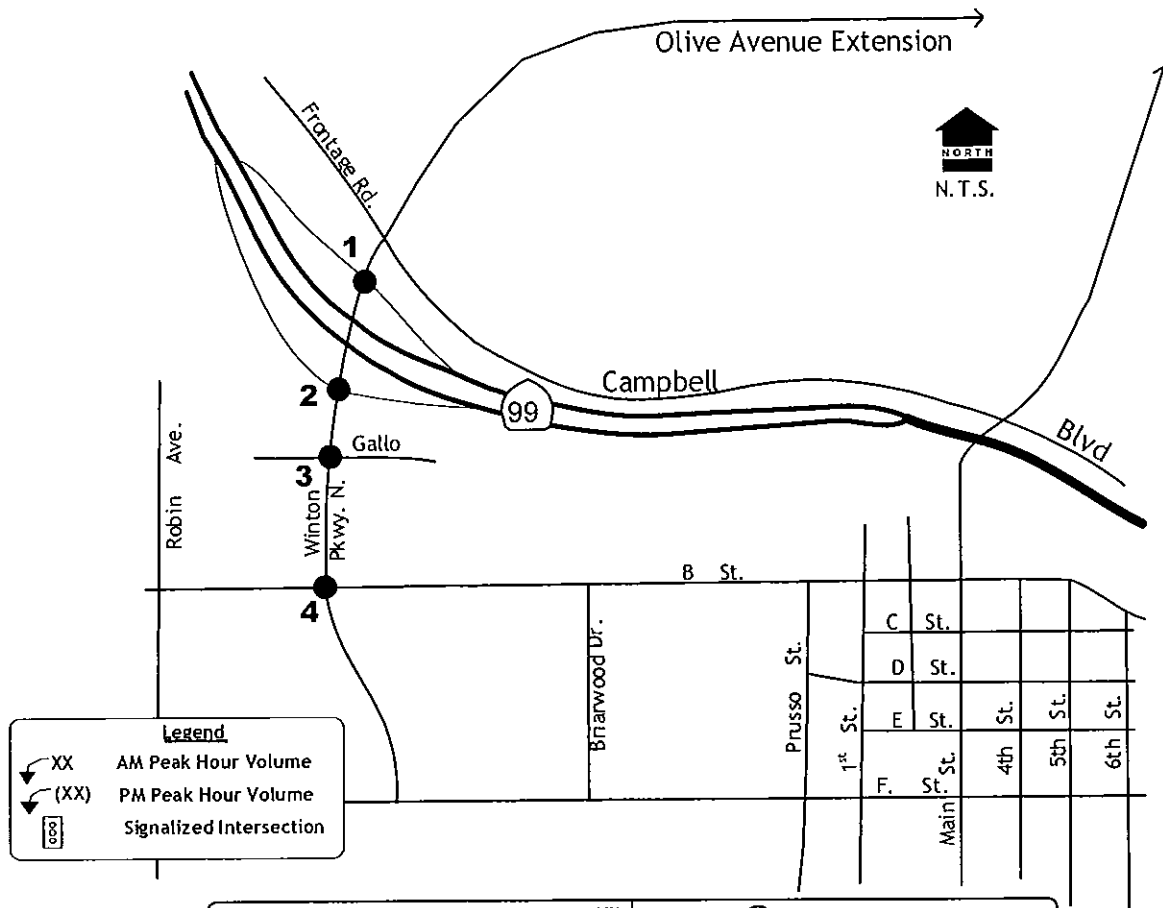 Olive Avenue Extension
Frontage Rd.
NORTH
N.T.S.
1
2
3
4
99
Campbell
Blvd
Gallo
Robin Ave.
Winton
Pkwy. N.
B St.
Briarwood Dr.
Prusso St.
1st St.
C St.
D St.
E St.
F. St.
Main St.
4th St.
5th St.
6th St.
Legend
XX AM Peak Hour Volume
(XX) PM Peak Hour Volume
Signalized Intersection